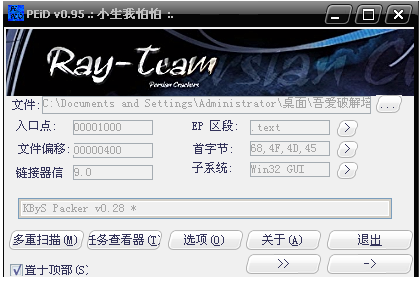 PEiD v0.95 .: 小生我怕怕 :.
Ray-Team
Persian Crackers
文件: C:\Documents and Settings\Administrator\桌面\吾爱破解培 ...
入口点: 00001000 EP 区段: .text >
文件偏移: 00000400 首字节: 68,4F,4D,45 >
链接器信 9.0 子系统: Win32 GUI
KByS Packer v0.28 *
多重扫描(M) 任务查看器(T) 选项(O) 关于(A) 退出
置于顶部(S) >> ->